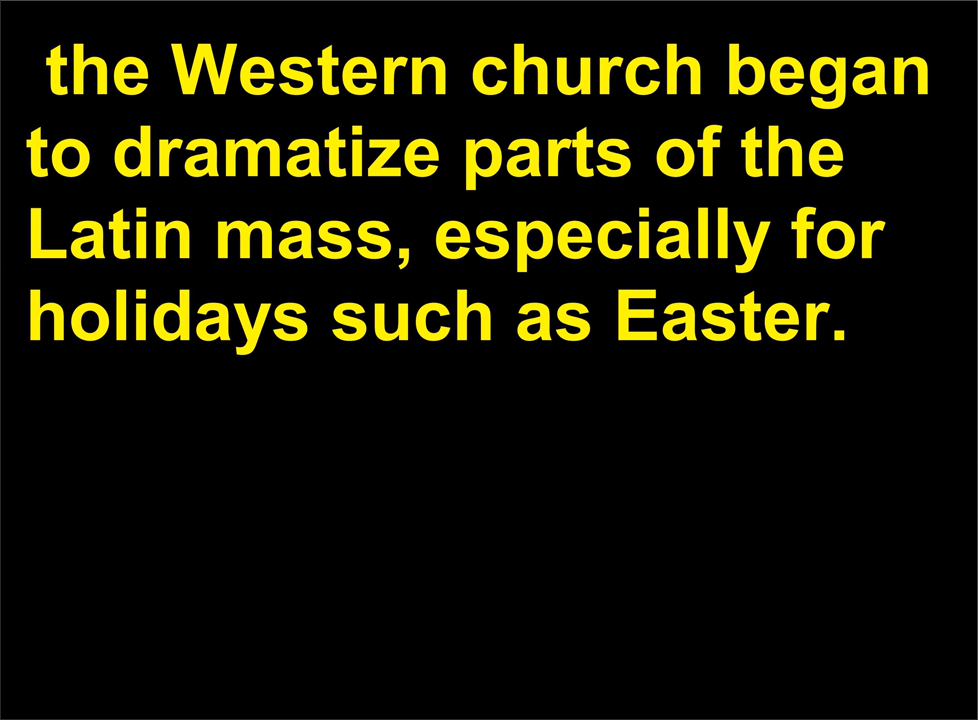 the Western church began
to dramatize parts of the
Latin mass, especially for
holidays such as Easter.